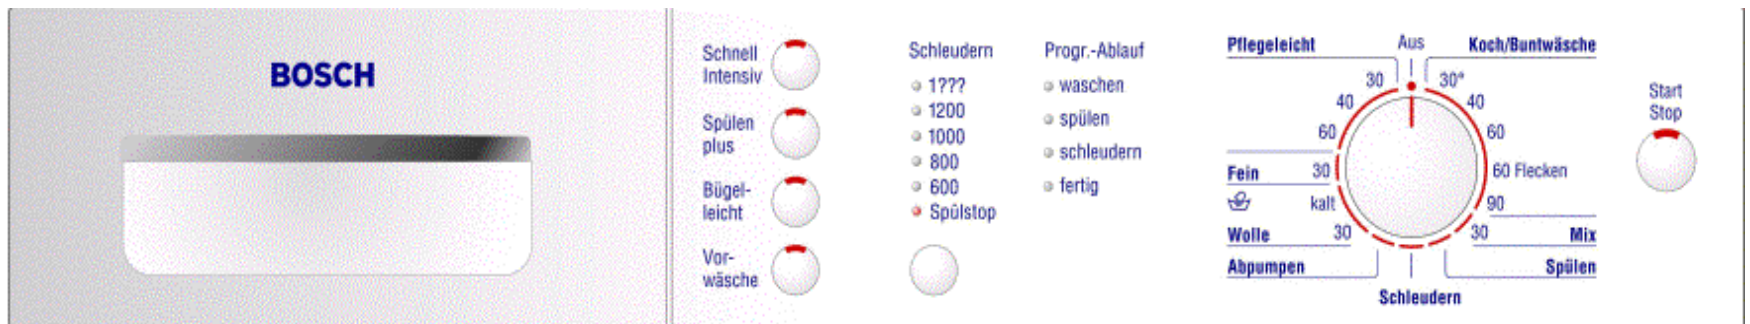 BOSCH
Schnell
Intensiv
Spülen
plus
Bügel-
leicht
Vor-
wäsche
Schleudern
1???
1200
1000
800
600
Spülstop
Progr.-Ablauf
waschen
spülen
schleudern
fertig
Pflegeleicht
Aus
Koch/Buntwäsche
30
40
60
Fein 30
kalt
Wolle 30
Abpumpen
30°
40
60
60 Flecken
90
30 Mix
Spülen
Schleudern
Start
Stop